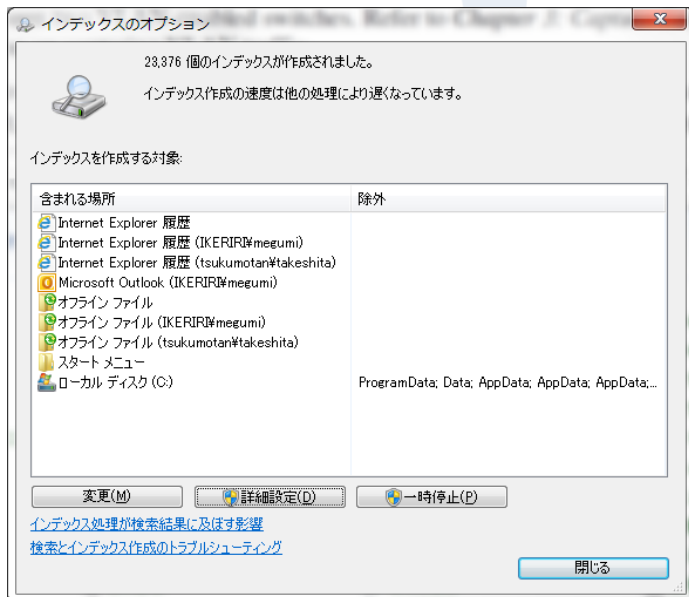 abled switches. Refer to Chapter 3: Captu
インデックスのオプション
23,376 個のインデックスが作成されました。
インデックス作成の速度は他の処理により遅くなっています。
インデックスを作成する対象:
含まれる場所 除外
Internet Explorer 履歴
Internet Explorer 履歴 (IKERIRI¥megumi)
Internet Explorer 履歴 (tsukumotan¥takeshita)
Microsoft Outlook (IKERIRI¥megumi)
オフライン ファイル
オフライン ファイル (IKERIRI¥megumi)
オフライン ファイル (tsukumotan¥takeshita)
スタート メニュー
ローカル ディスク (C:) ProgramData; Data; AppData; AppData; AppData;...
変更(M) 詳細設定(D) 一時停止(P)
インデックス処理が検索結果に及ぼす影響
検索とインデックス作成のトラブルシューティング
閉じる